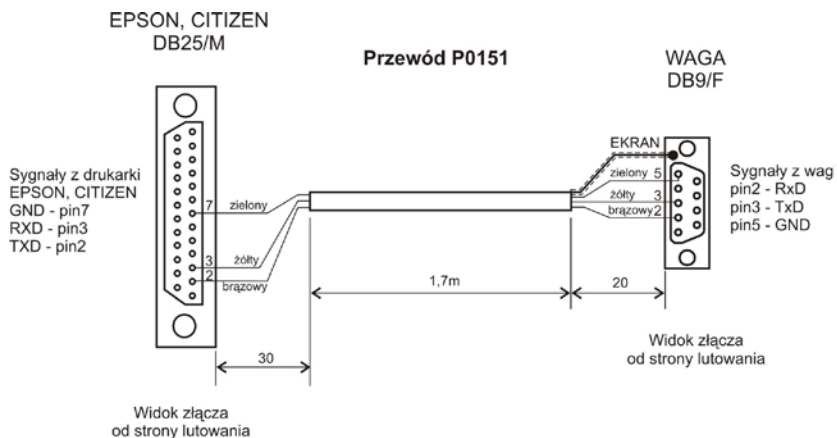 EPSON, CITIZEN
DB25/M
Przewód P0151
WAGA
DB9/F
Sygnały z drukarki
EPSON, CITIZEN
GND - pin7
RXD - pin3
TXD - pin2
7
zielony
3
żółty
2
brązowy
EKRAN
zielony 5
żółty 3
brązowy 2
Sygnały z wag
pin2 - RxD
pin3 - TxD
pin5 - GND
1,7m
20
30
Widok złącza
od strony lutowania
Widok złącza
od strony lutowania